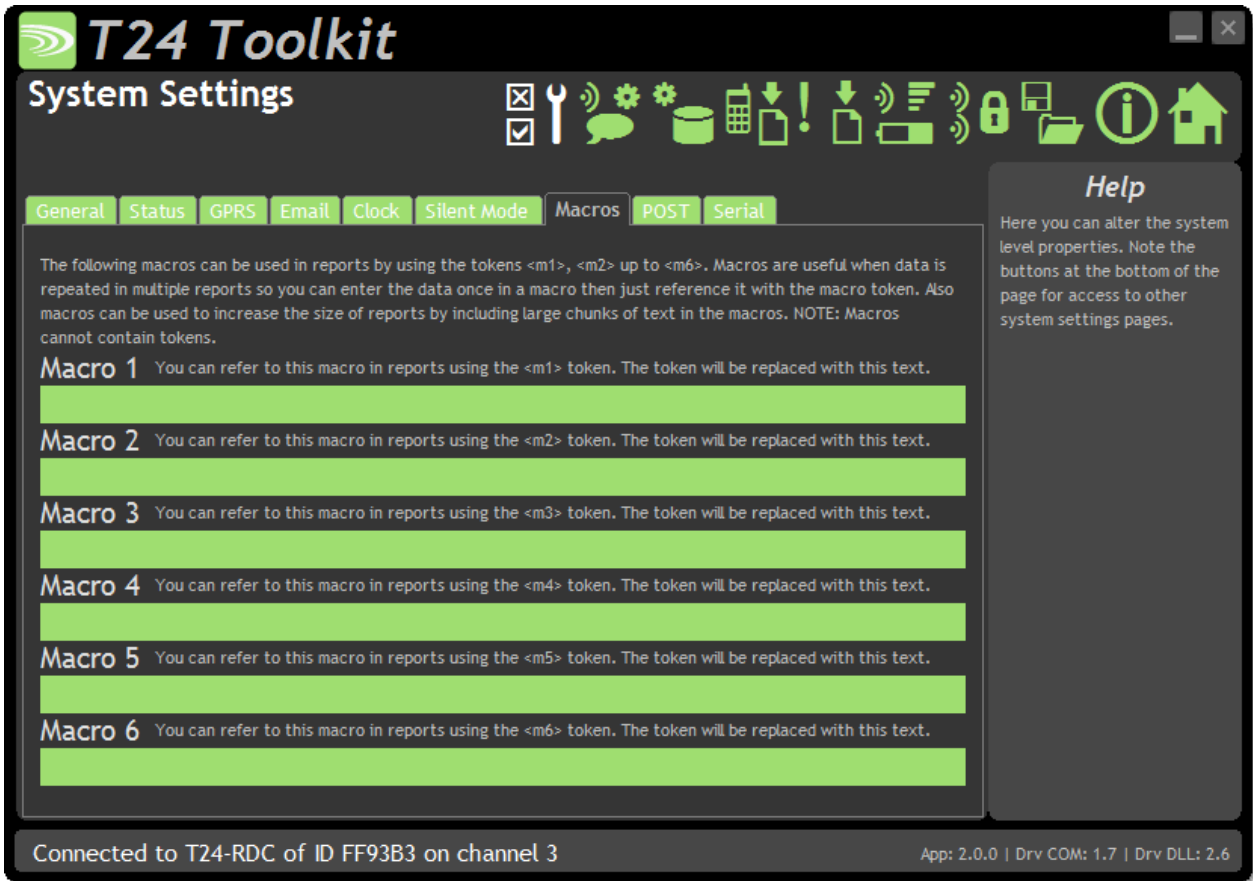 T24 Toolkit
System Settings
General Status GPRS Email Clock Silent Mode Macros POST Serial
The following macros can be used in reports by using the tokens <m1>, <m2> up to <m6>. Macros are useful when data is
repeated in multiple reports so you can enter the data once in a macro then just reference it with the macro token. Also
macros can be used to increase the size of reports by including large chunks of text in the macros. NOTE: Macros
cannot contain tokens.
Macro 1 You can refer to this macro in reports using the <m1> token. The token will be replaced with this text.
Macro 2 You can refer to this macro in reports using the <m2> token. The token will be replaced with this text.
Macro 3 You can refer to this macro in reports using the <m3> token. The token will be replaced with this text.
Macro 4 You can refer to this macro in reports using the <m4> token. The token will be replaced with this text.
Macro 5 You can refer to this macro in reports using the <m5> token. The token will be replaced with this text.
Macro 6 You can refer to this macro in reports using the <m6> token. The token will be replaced with this text.
Help
Here you can alter the system
level properties. Note the
buttons at the bottom of the
page for access to other
system settings pages.
Connected to T24-RDC of ID FF93B3 on channel 3
App: 2.0.0 | Drv COM: 1.7 | Drv DLL: 2.6